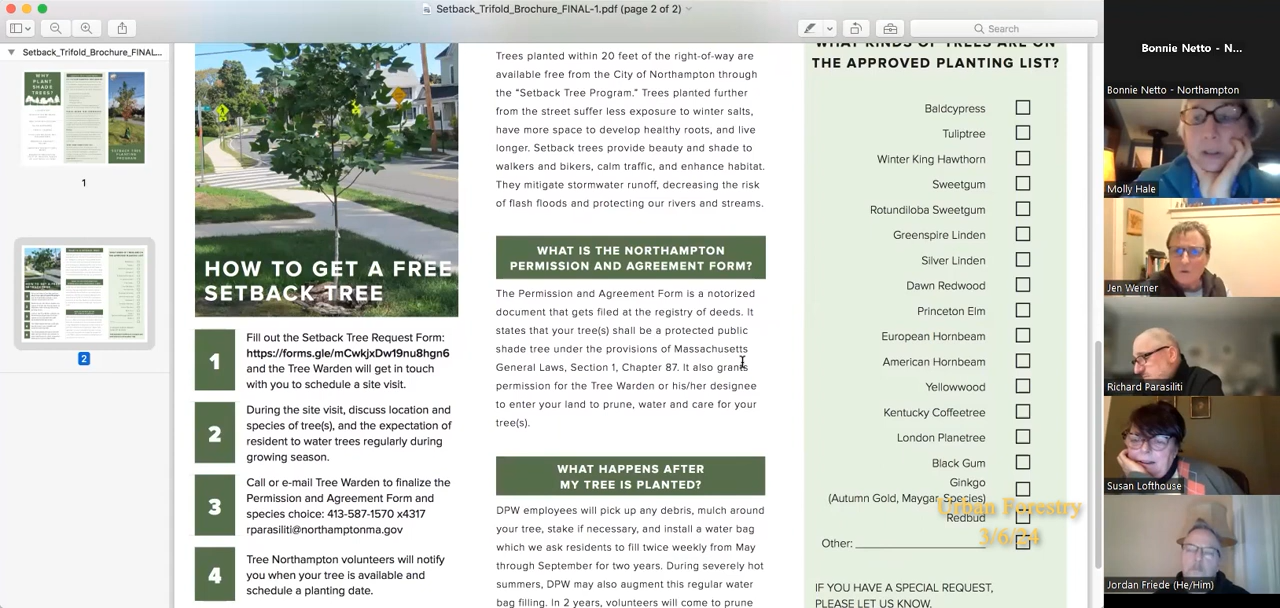 Setback_Trifold_Brochure_FINAL-1.pdf (page 2 of 2)
Search
Setback_Trifold_Brochure_FINAL...
1
2
HOW TO GET A FREE
SETBACK TREE
1
Fill out the Setback Tree Request Form:
https://forms.gle/mCwkjxDw19nu8hgn6
and the Tree Warden will get in touch
with you to schedule a site visit.
2
During the site visit, discuss location and
species of tree(s), and the expectation of
resident to water trees regularly during
growing season.
3
Call or e-mail Tree Warden to finalize the
Permission and Agreement Form and
species choice: 413-587-1570 x4317
rparasiliti@northamptonma.gov
4
Tree Northampton volunteers will notify
you when your tree is available and
schedule a planting date.
Trees planted within 20 feet of the right-of-way are
available free from the City of Northampton through
the "Setback Tree Program." Trees planted further
from the street suffer less exposure to winter salts,
have more space to develop healthy roots, and live
longer. Setback trees provide beauty and shade to
walkers and bikers, calm traffic, and enhance habitat.
They mitigate stormwater runoff, decreasing the risk
of flash floods and protecting our rivers and streams.
WHAT IS THE NORTHAMPTON
PERMISSION AND AGREEMENT FORM?
The Permission and Agreement Form is a notorized
document that is filed at the registry of deeds. It
states that your tree(s) shall be a protected public
shade tree under the provisions of Massachusetts
General Laws, Section 1, Chapter 87. It also grants
permission for the Tree Warden or his/her designee
to enter your land to prune, water and care for your
tree(s).
WHAT HAPPENS AFTER
MY TREE IS PLANTED?
DPW employees will pick up any debris, mulch around
your tree, stake if necessary, and install a water bag
which we ask residents to fill twice weekly from May
through September for two years. During severely hot
summers, DPW may also augment this regular water
bag filling. In 2 years, volunteers will come to prune
WHAT KINDS OF TREES ARE ON
THE APPROVED PLANTING LIST?
Baldcypress
Tuliptree
Winter King Hawthorn
Sweetgum
Rotundiloba Sweetgum
Greenspire Linden
Silver Linden
Dawn Redwood
Princeton Elm
European Hornbeam
American Hornbeam
Yellowwood
Kentucky Coffeetree
London Planetree
Black Gum
Ginkgo
(Autumn Gold, Maygar Species)
Redbud
Other:
IF YOU HAVE A SPECIAL REQUEST,
PLEASE LET US KNOW.
Urban Forestry
3/6/24
Bonnie Netto - N...
Bonnie Netto - Northampton
Molly Hale
Jen Werner
Richard Parasiliti
Susan Lofthouse
Jordan Friede (He/Him)